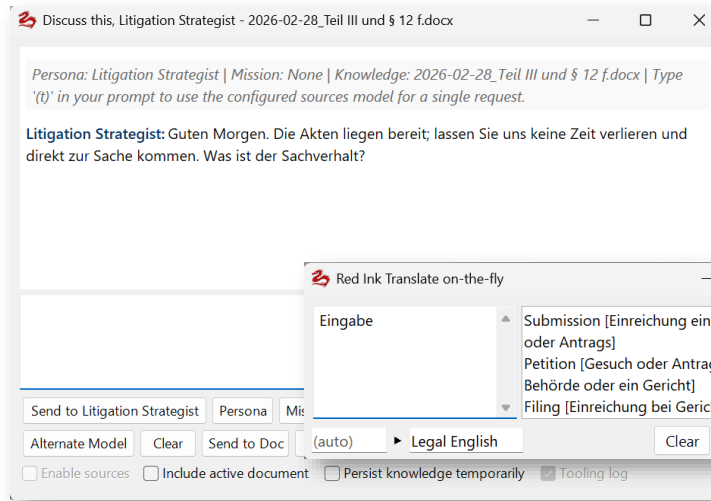 Discuss this, Litigation Strategist - 2026-02-28_Teil III und § 12 f.docx
Persona: Litigation Strategist | Mission: None | Knowledge: 2026-02-28_Teil III und § 12 f.docx | Type
'(t)' in your prompt to use the configured sources model for a single request.
Litigation Strategist: Guten Morgen. Die Akten liegen bereit; lassen Sie uns keine Zeit verlieren und
direkt zur Sache kommen. Was ist der Sachverhalt?
Red Ink Translate on-the-fly
Eingabe
Submission [Einreichung ein
oder Antrags]
Petition [Gesuch oder Antrag
Behörde oder ein Gericht]
Filing [Einreichung bei Geric
(auto) ▶ Legal English Clear
Send to Litigation Strategist Persona Mis
Alternate Model Clear Send to Doc
Enable sources Include active document Persist knowledge temporarily Tooling log